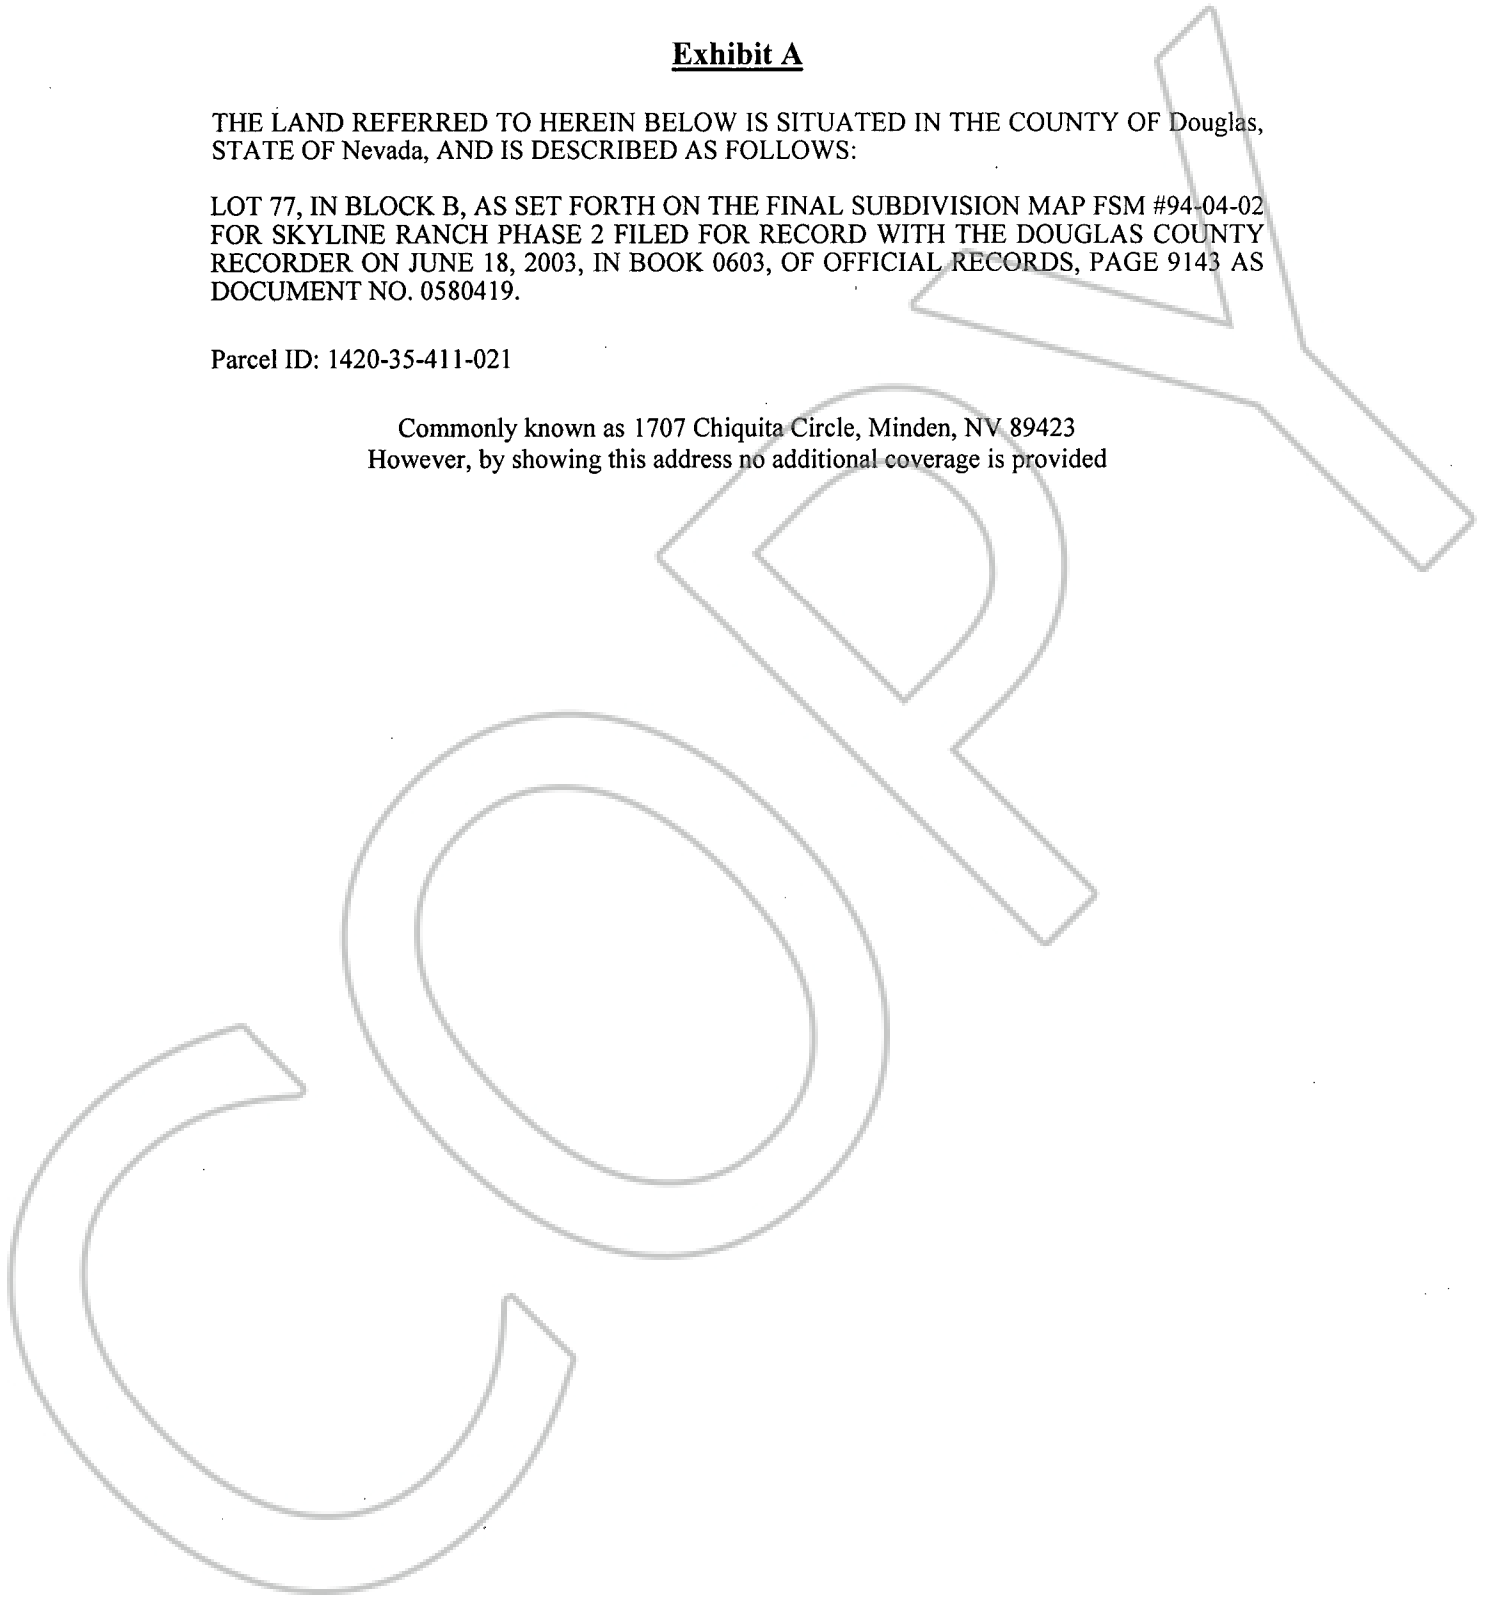 Exhibit A
THE LAND REFERRED TO HEREIN BELOW IS SITUATED IN THE COUNTY OF Douglas,
STATE OF Nevada, AND IS DESCRIBED AS FOLLOWS:
LOT 77, IN BLOCK B, AS SET FORTH ON THE FINAL SUBDIVISION MAP FSM #94-04-02
FOR SKYLINE RANCH PHASE 2 FILED FOR RECORD WITH THE DOUGLAS COUNTY
RECORDER ON JUNE 18, 2003, IN BOOK 0603, OF OFFICIAL RECORDS, PAGE 9143 AS
DOCUMENT NO. 0580419.
Parcel ID: 1420-35-411-021
Commonly known as 1707 Chiquita Circle, Minden, NV 89423
However, by showing this address no additional coverage is provided
COPY